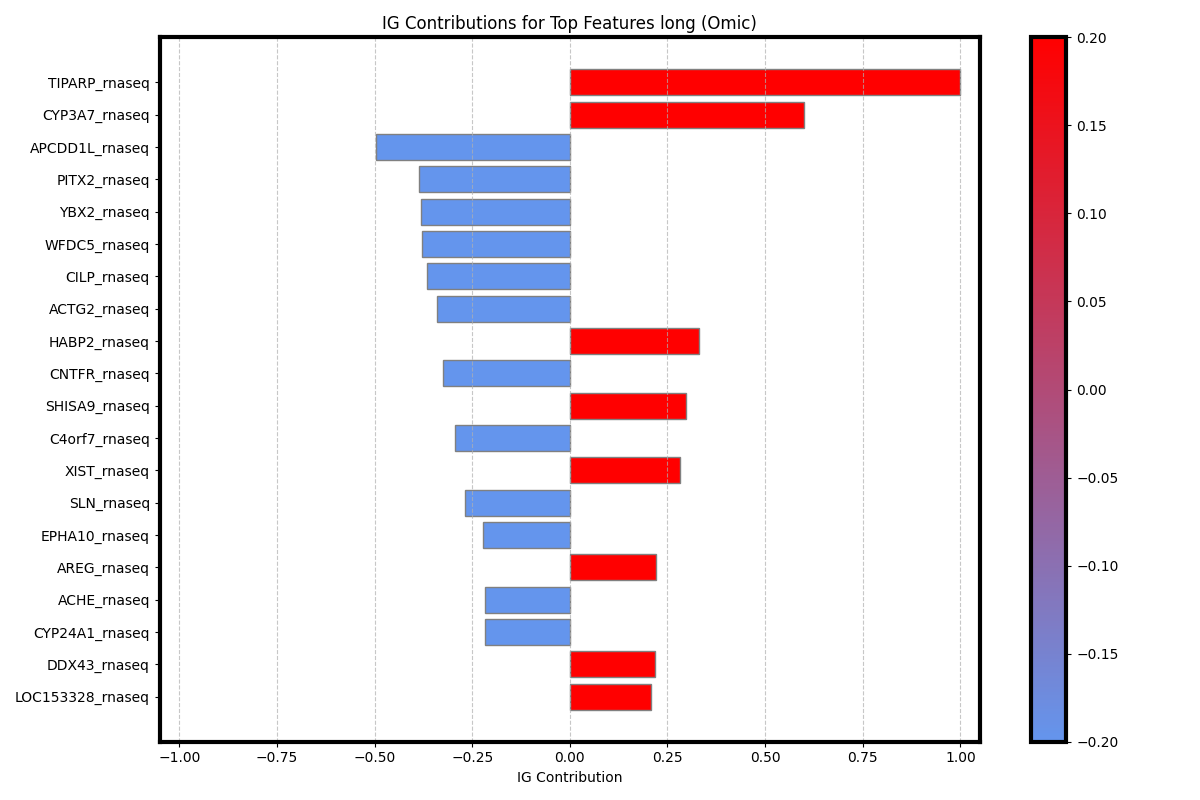 IG Contributions for Top Features long (Omic)
TIPARP_rnaseq
CYP3A7_rnaseq
APCDD1L_rnaseq
PITX2_rnaseq
YBX2_rnaseq
WFDC5_rnaseq
CILP_rnaseq
ACTG2_rnaseq
HABP2_rnaseq
CNTFR_rnaseq
SHISA9_rnaseq
C4orf7_rnaseq
XIST_rnaseq
SLN_rnaseq
EPHA10_rnaseq
AREG_rnaseq
ACHE_rnaseq
CYP24A1_rnaseq
DDX43_rnaseq
LOC153328_rnaseq
−1.00 −0.75 −0.50 −0.25 0.00 0.25 0.50 0.75 1.00
IG Contribution
0.20
0.15
0.10
0.05
0.00
−0.05
−0.10
−0.15
−0.20